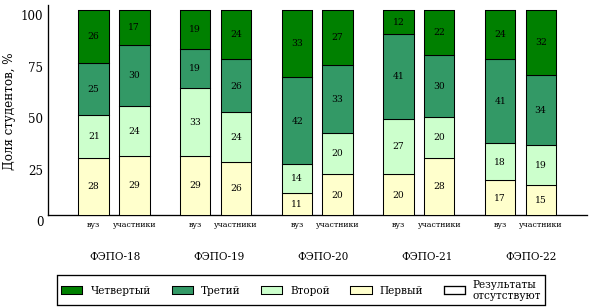 Доля студентов, %
100
75
50
25
0
26 17 19 24 33 27 12 22 24 32
25 30 19 26 42 33 41 30 41 34
21 24 33 24 14 20 27 20 18 19
28 29 29 26 11 20 20 28 17 15
вуз участники вуз участники вуз участники вуз участники вуз участники
ФЭПО-18 ФЭПО-19 ФЭПО-20 ФЭПО-21 ФЭПО-22
Четвертый Третий Второй Первый Результаты
отсутствуют